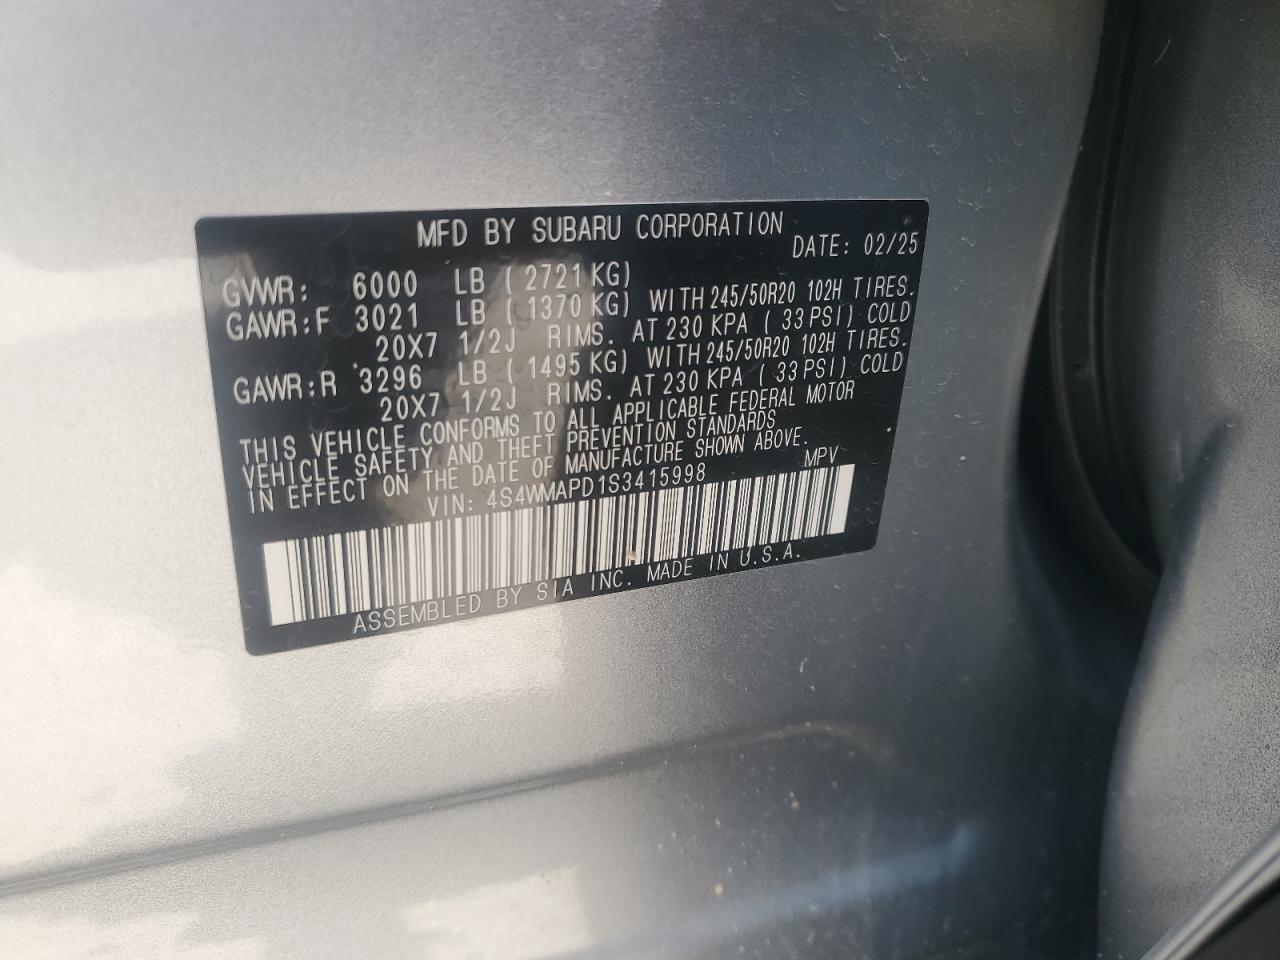 MFD BY SUBARU CORPORATION
DATE: 02/25
GVWR: 6000 LB ( 2721 KG)
GAWR:F 3021 LB ( 1370 KG) WITH 245/50R20 102H TIRES.
20X7 1/2J RIMS. AT 230 KPA ( 33 PSI) COLD
GAWR:R 3296 LB ( 1495 KG) WITH 245/50R20 102H TIRES.
20X7 1/2J RIMS. AT 230 KPA ( 33 PSI) COLD
THIS VEHICLE CONFORMS TO ALL APPLICABLE FEDERAL MOTOR
VEHICLE SAFETY AND THEFT PREVENTION STANDARDS
IN EFFECT ON THE DATE OF MANUFACTURE SHOWN ABOVE.
VIN: 4S4WMAPD1S3415998 MPV
ASSEMBLED BY SIA INC. MADE IN U.S.A.